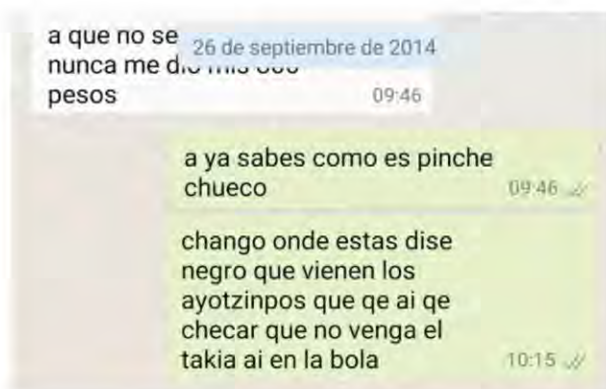 a que no se
26 de septiembre de 2014
nunca me dio mis
pesos
09:46
a ya sabes como es pinche
chueco
09:46
chango onde estas dise
negro que vienen los
ayotzinpos que qe ai qe
checar que no venga el
takia ai en la bola
10:15